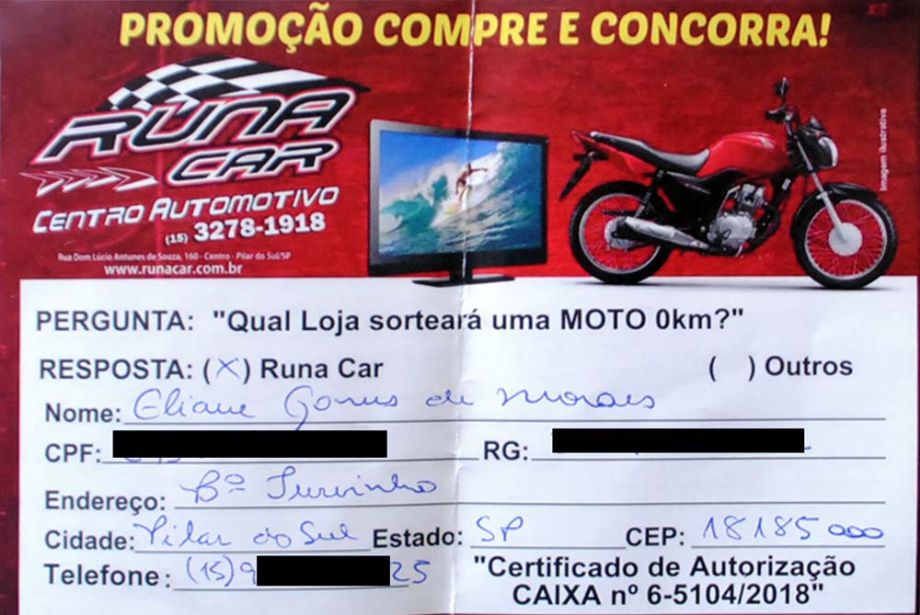 PROMOÇÃO COMPRE E CONCORRA!
RUNA
CAR
CENTRO AUTOMOTIVO
(15) 3278-1918
Rua Dom Lúcio Antunes de Souza, 160 - Centro - Pilar do Sul/SP
www.runacar.com.br
Imagem ilustrativa
PERGUNTA: "Qual Loja sorteará uma MOTO 0km?"
RESPOSTA: (X) Runa Car ( ) Outros
Nome: Eliane Gomes de Moraes
CPF: RG:
Endereço: Bº Turvinho
Cidade: Pilar do Sul Estado: SP CEP: 18185000
Telefone: (15)9 25 "Certificado de Autorização
CAIXA nº 6-5104/2018"